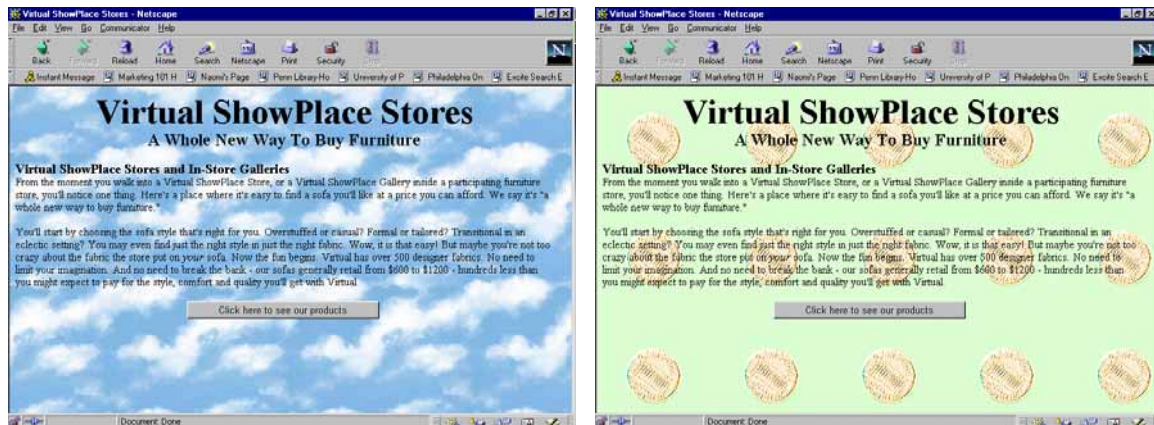 Virtual ShowPlace Stores - Netscape
File Edit View Go Communicator Help
Back Forward Reload Home Search Netscape Print Security Stop
Instant Message Marketing 101 H Naomi's Page Penn Library Ho University of P Philadelphia On Excite Search E
Virtual ShowPlace Stores
A Whole New Way To Buy Furniture
Virtual ShowPlace Stores and In-Store Galleries
From the moment you walk into a Virtual ShowPlace Store, or a Virtual ShowPlace Gallery inside a participating furniture
store, you'll notice one thing. Here's a place where it's easy to find a sofa you'll like at a price you can afford. We say it's "a
whole new way to buy furniture."
You'll start by choosing the sofa style that's right for you. Overstuffed or casual? Formal or tailored? Transitional in an
eclectic setting? You may even find just the right style in just the right fabric. Wow, it is that easy! But maybe you're not too
crazy about the fabric the store put on your sofa. Now the fun begins. Virtual has over 500 designer fabrics. No need to
limit your imagination. And no need to break the bank - our sofas generally retail from $600 to $1200 - hundreds less than
you might expect to pay for the style, comfort and quality you'll get with Virtual
Click here to see our products
Document: Done
Virtual ShowPlace Stores - Netscape
File Edit View Go Communicator Help
Back Forward Reload Home Search Netscape Print Security Stop
Instant Message Marketing 101 H Naomi's Page Penn Library Ho University of P Philadelphia On Excite Search E
Virtual ShowPlace Stores
A Whole New Way To Buy Furniture
Virtual ShowPlace Stores and In-Store Galleries
From the moment you walk into a Virtual ShowPlace Store, or a Virtual ShowPlace Gallery inside a participating furniture
store, you'll notice one thing. Here's a place where it's easy to find a sofa you'll like at a price you can afford. We say it's "a
whole new way to buy furniture."
You'll start by choosing the sofa style that's right for you. Overstuffed or casual? Formal or tailored? Transitional in an
eclectic setting? You may even find just the right style in just the right fabric. Wow, it is that easy! But maybe you're not too
crazy about the fabric the store put on your sofa. Now the fun begins. Virtual has over 500 designer fabrics. No need to
limit your imagination. And no need to break the bank - our sofas generally retail from $600 to $1200 - hundreds less than
you might expect to pay for the style, comfort and quality you'll get with Virtual
Click here to see our products
Document: Done